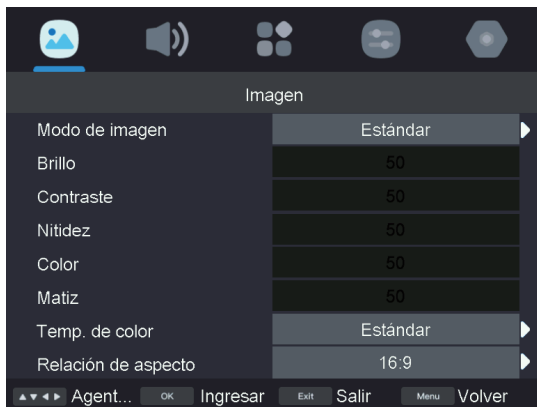 Imagen
Modo de imagen Estándar
Brillo 50
Contraste 50
Nitidez 50
Color 50
Matiz 50
Temp. de color Estándar
Relación de aspecto 16:9
Agent... OK Ingresar Exit Salir Menu Volver